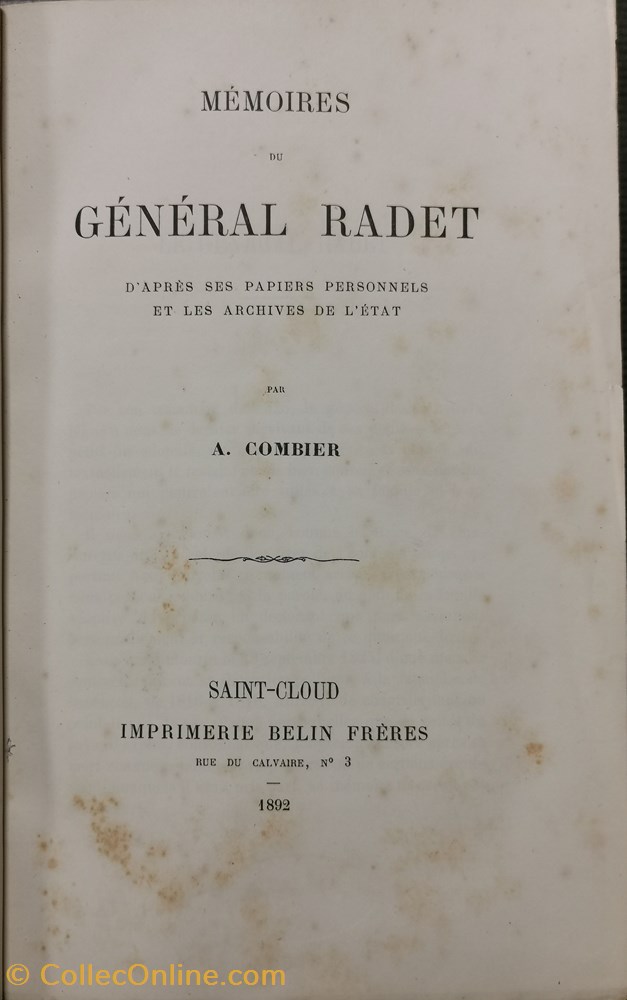 MÉMOIRES
DU
GÉNÉRAL RADET
D'APRÈS SES PAPIERS PERSONNELS
ET LES ARCHIVES DE L'ÉTAT
PAR
A. COMBIER
SAINT-CLOUD
IMPRIMERIE BELIN FRÈRES
RUE DU CALVAIRE, Nº 3
1892
© CollecOnline.com